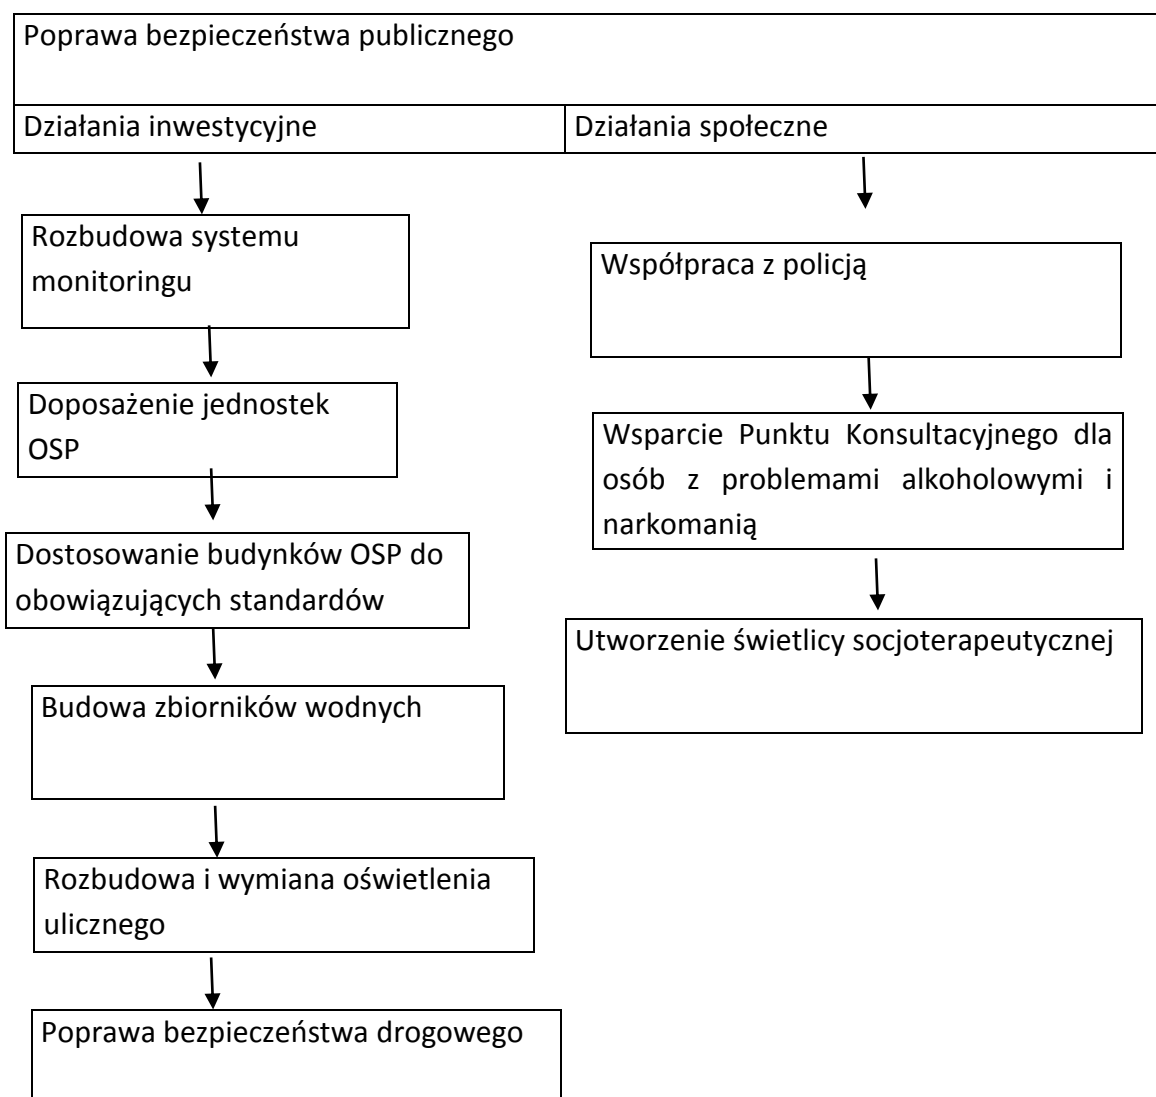 Poprawa bezpieczeństwa publicznego
Działania inwestycyjne
Działania społeczne
Rozbudowa systemu
monitoringu
Doposażenie jednostek
OSP
Dostosowanie budynków OSP do
obowiązujących standardów
Budowa zbiorników wodnych
Rozbudowa i wymiana oświetlenia
ulicznego
Poprawa bezpieczeństwa drogowego
Współpraca z policją
Wsparcie Punktu Konsultacyjnego dla
osób z problemami alkoholowymi i
narkomanią
Utworzenie świetlicy socjoterapeutycznej